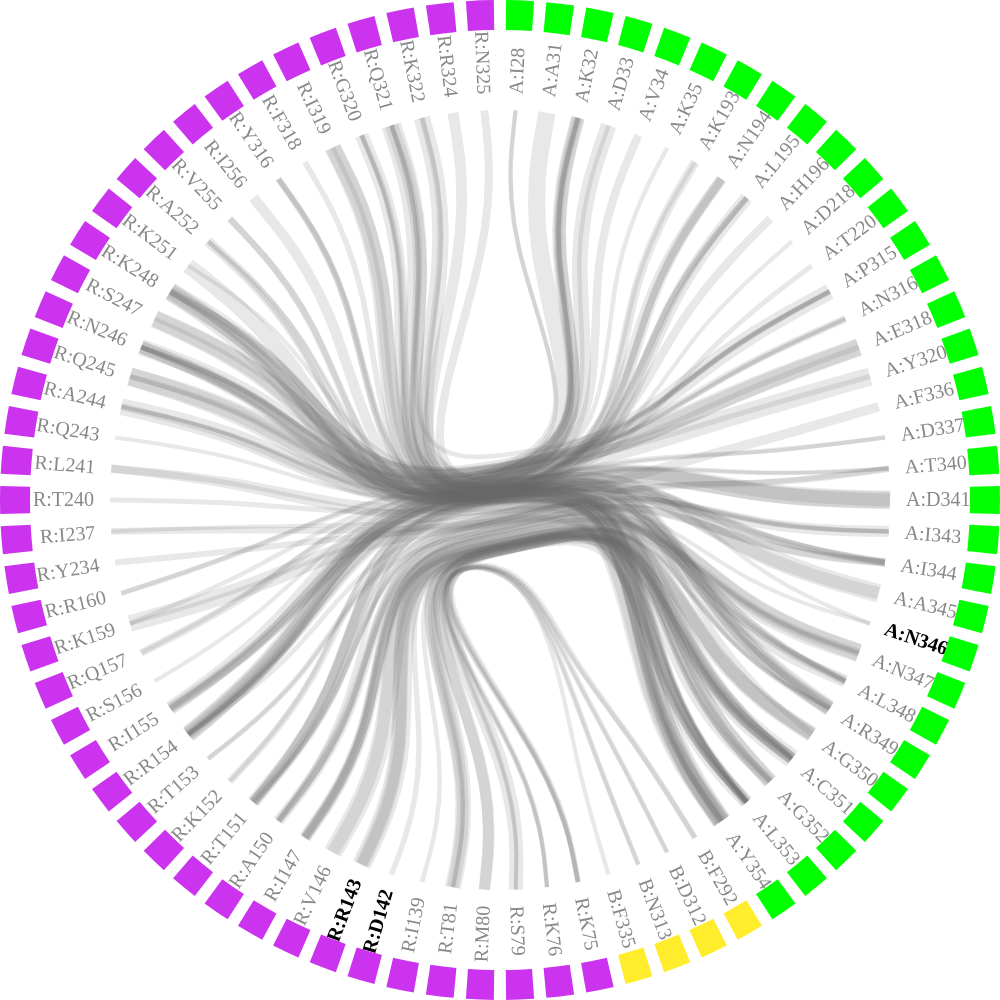 A:I28
A:A31
A:K32
A:D33
A:V34
A:K35
A:K193
A:N194
A:L195
A:H196
A:D218
A:T220
A:P315
A:N316
A:E318
A:Y320
A:F336
A:D337
A:T340
A:D341
A:I343
A:I344
A:A345
A:N346
A:N347
A:L348
A:R349
A:G350
A:C351
A:G352
A:L353
A:Y354
B:F292
B:D312
B:N313
B:F335
R:K75
R:K76
R:S79
R:M80
R:T81
R:I139
R:D142
R:R143
R:V146
R:I147
R:A150
R:T151
R:K152
R:T153
R:R154
R:I155
R:S156
R:Q157
R:K159
R:R160
R:Y234
R:I237
R:T240
R:L241
R:Q243
R:A244
R:Q245
R:N246
R:S247
R:K248
R:K251
R:A252
R:V255
R:I256
R:Y316
R:F318
R:I319
R:G320
R:Q321
R:K322
R:R324
R:N325